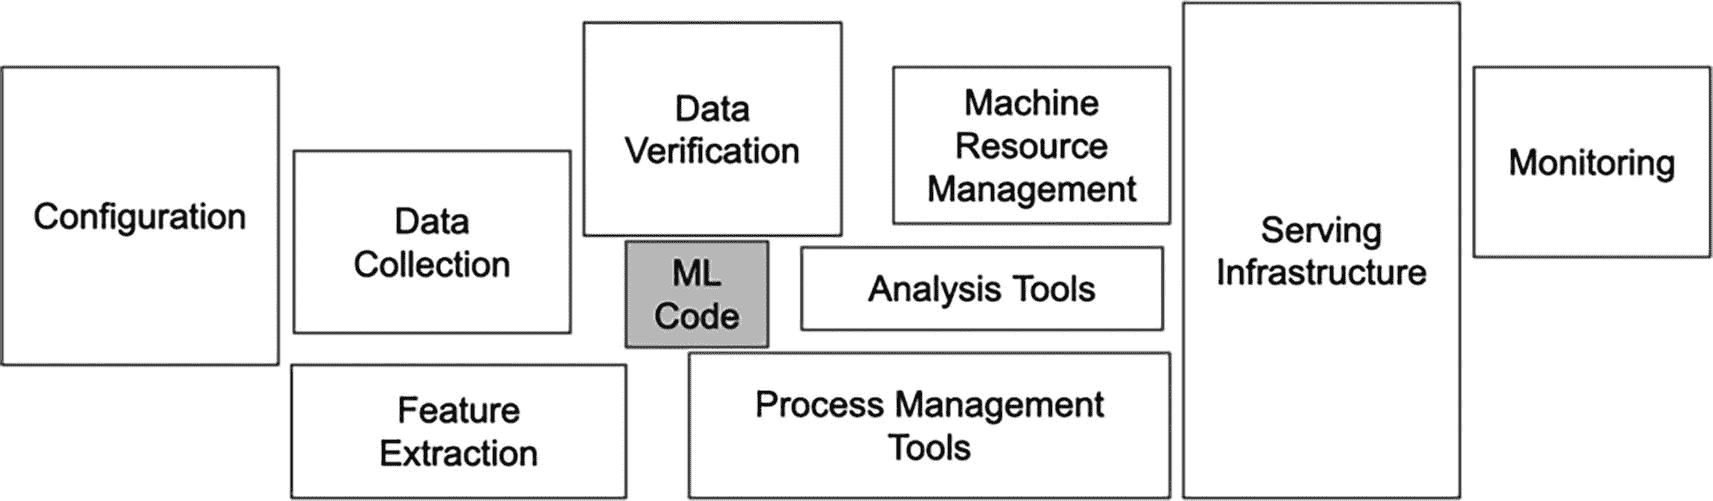 Configuration
Data
Collection
Feature
Extraction
Data
Verification
ML
Code
Machine
Resource
Management
Analysis Tools
Process Management
Tools
Serving
Infrastructure
Monitoring